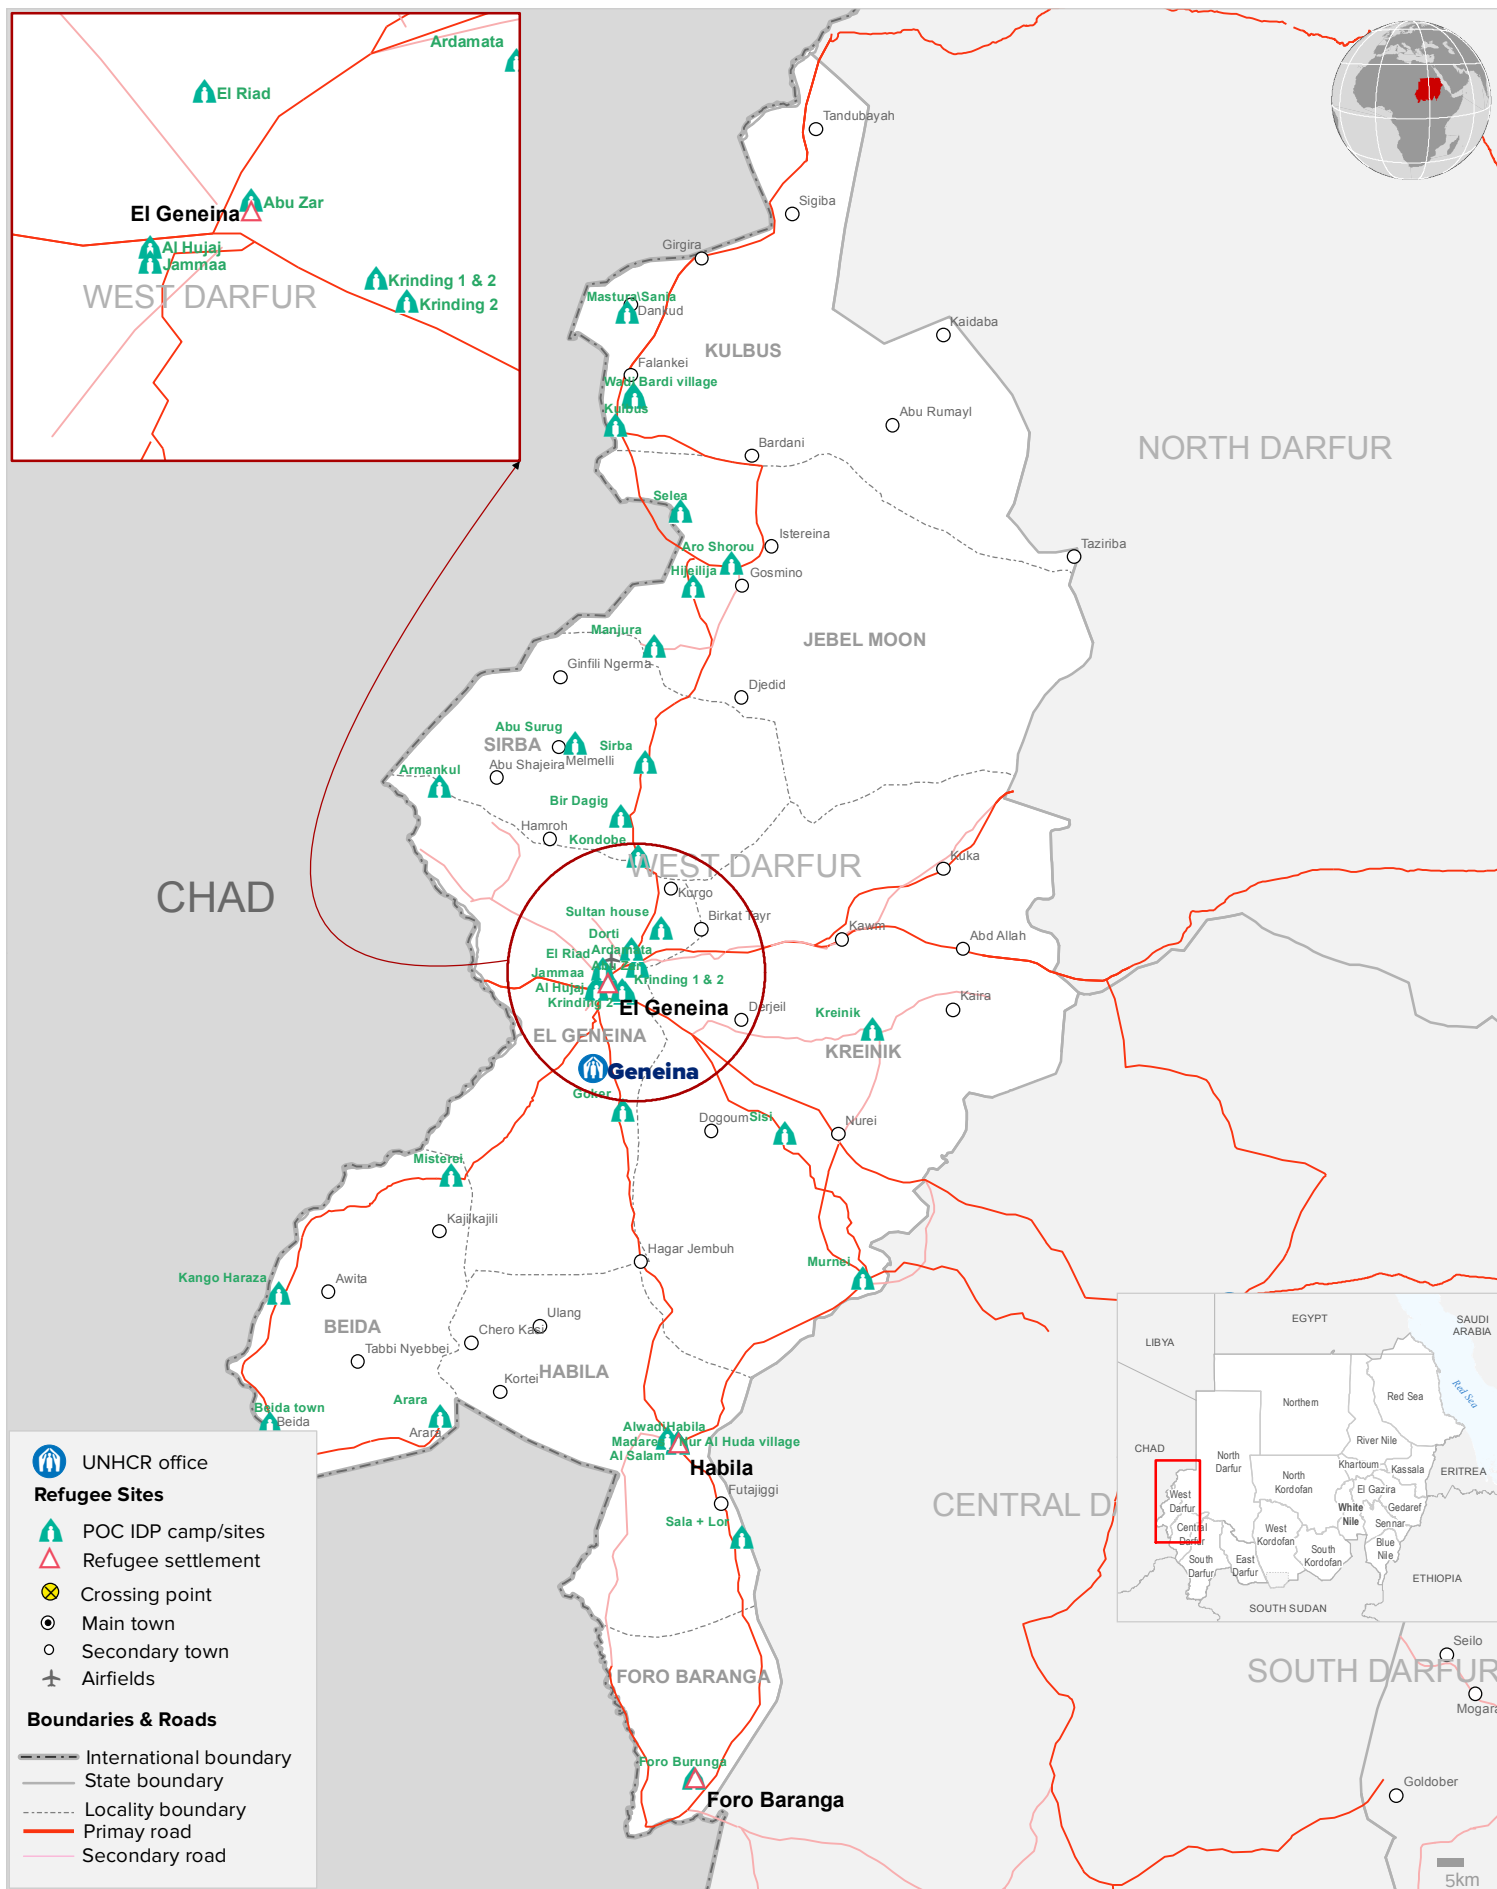 Ardamata
El Riad
Abu Zar
El Geneina
Al Hujaj
Jammaa
WEST DARFUR
Krinding 1 & 2
Krinding 2
Tandubayah
Sigiba
Girgira
Mastura\Sania
Dankud
KULBUS
Kaidaba
Falankei
Wadi Bardi village
Kulbus
Abu Rumayl
Bardani
NORTH DARFUR
Selea
Istereina
Aro Shorou
Taziriba
Hijeilija
Gosmino
Manjura
JEBEL MOON
Ginfili Ngerma
Djedid
Abu Surug
SIRBA
Sirba
Abu Shajeira
Melmelli
Armankul
Bir Dagig
Hamroh
Kondobe
WEST DARFUR
Kuka
CHAD
Kurgo
Sultan house
Birkat Tayr
Dorti
Kawm
Abd Allah
El Riad
Ardamata
Abu Zar
Jammaa
Krinding 1 & 2
Al Hujaj
Krinding 2
El Geneina
Kaira
Derjeil
Kreinik
EL GENEINA
KREINIK
Geneina
Goker
Dogoum
Sisi
Nurei
Misterei
Kajilkajili
Hagar Jembuh
Murnei
Kango Haraza
Awita
BEIDA
Ulang
Chero Kasi
Tabbi Nyebbei
HABILA
Kortei
Arara
Beida town
Beida
Arara
Alwadi
Habila
Madares
Nur Al Huda village
Al Salam
Habila
Futajiggi
Sala + Lor
CENTRAL D
FORO BARANGA
SOUTH DARFUR
Seilo
Mogara
Foro Burunga
Foro Baranga
Goldober
5km
UNHCR office
Refugee Sites
POC IDP camp/sites
Refugee settlement
Crossing point
Main town
Secondary town
Airfields
Boundaries & Roads
International boundary
State boundary
Locality boundary
Primay road
Secondary road
EGYPT
SAUDI
ARABIA
LIBYA
Red Sea
Northern
Red Sea
River Nile
CHAD
North
Darfur
Khartoum
Kassala
ERITREA
North
Kordofan
El Gazira
West
Darfur
White
Nile
Gedaref
Sennar
Central
Darfur
West
Kordofan
South
Kordofan
Blue
Nile
South
Darfur
East
Darfur
ETHIOPIA
SOUTH SUDAN